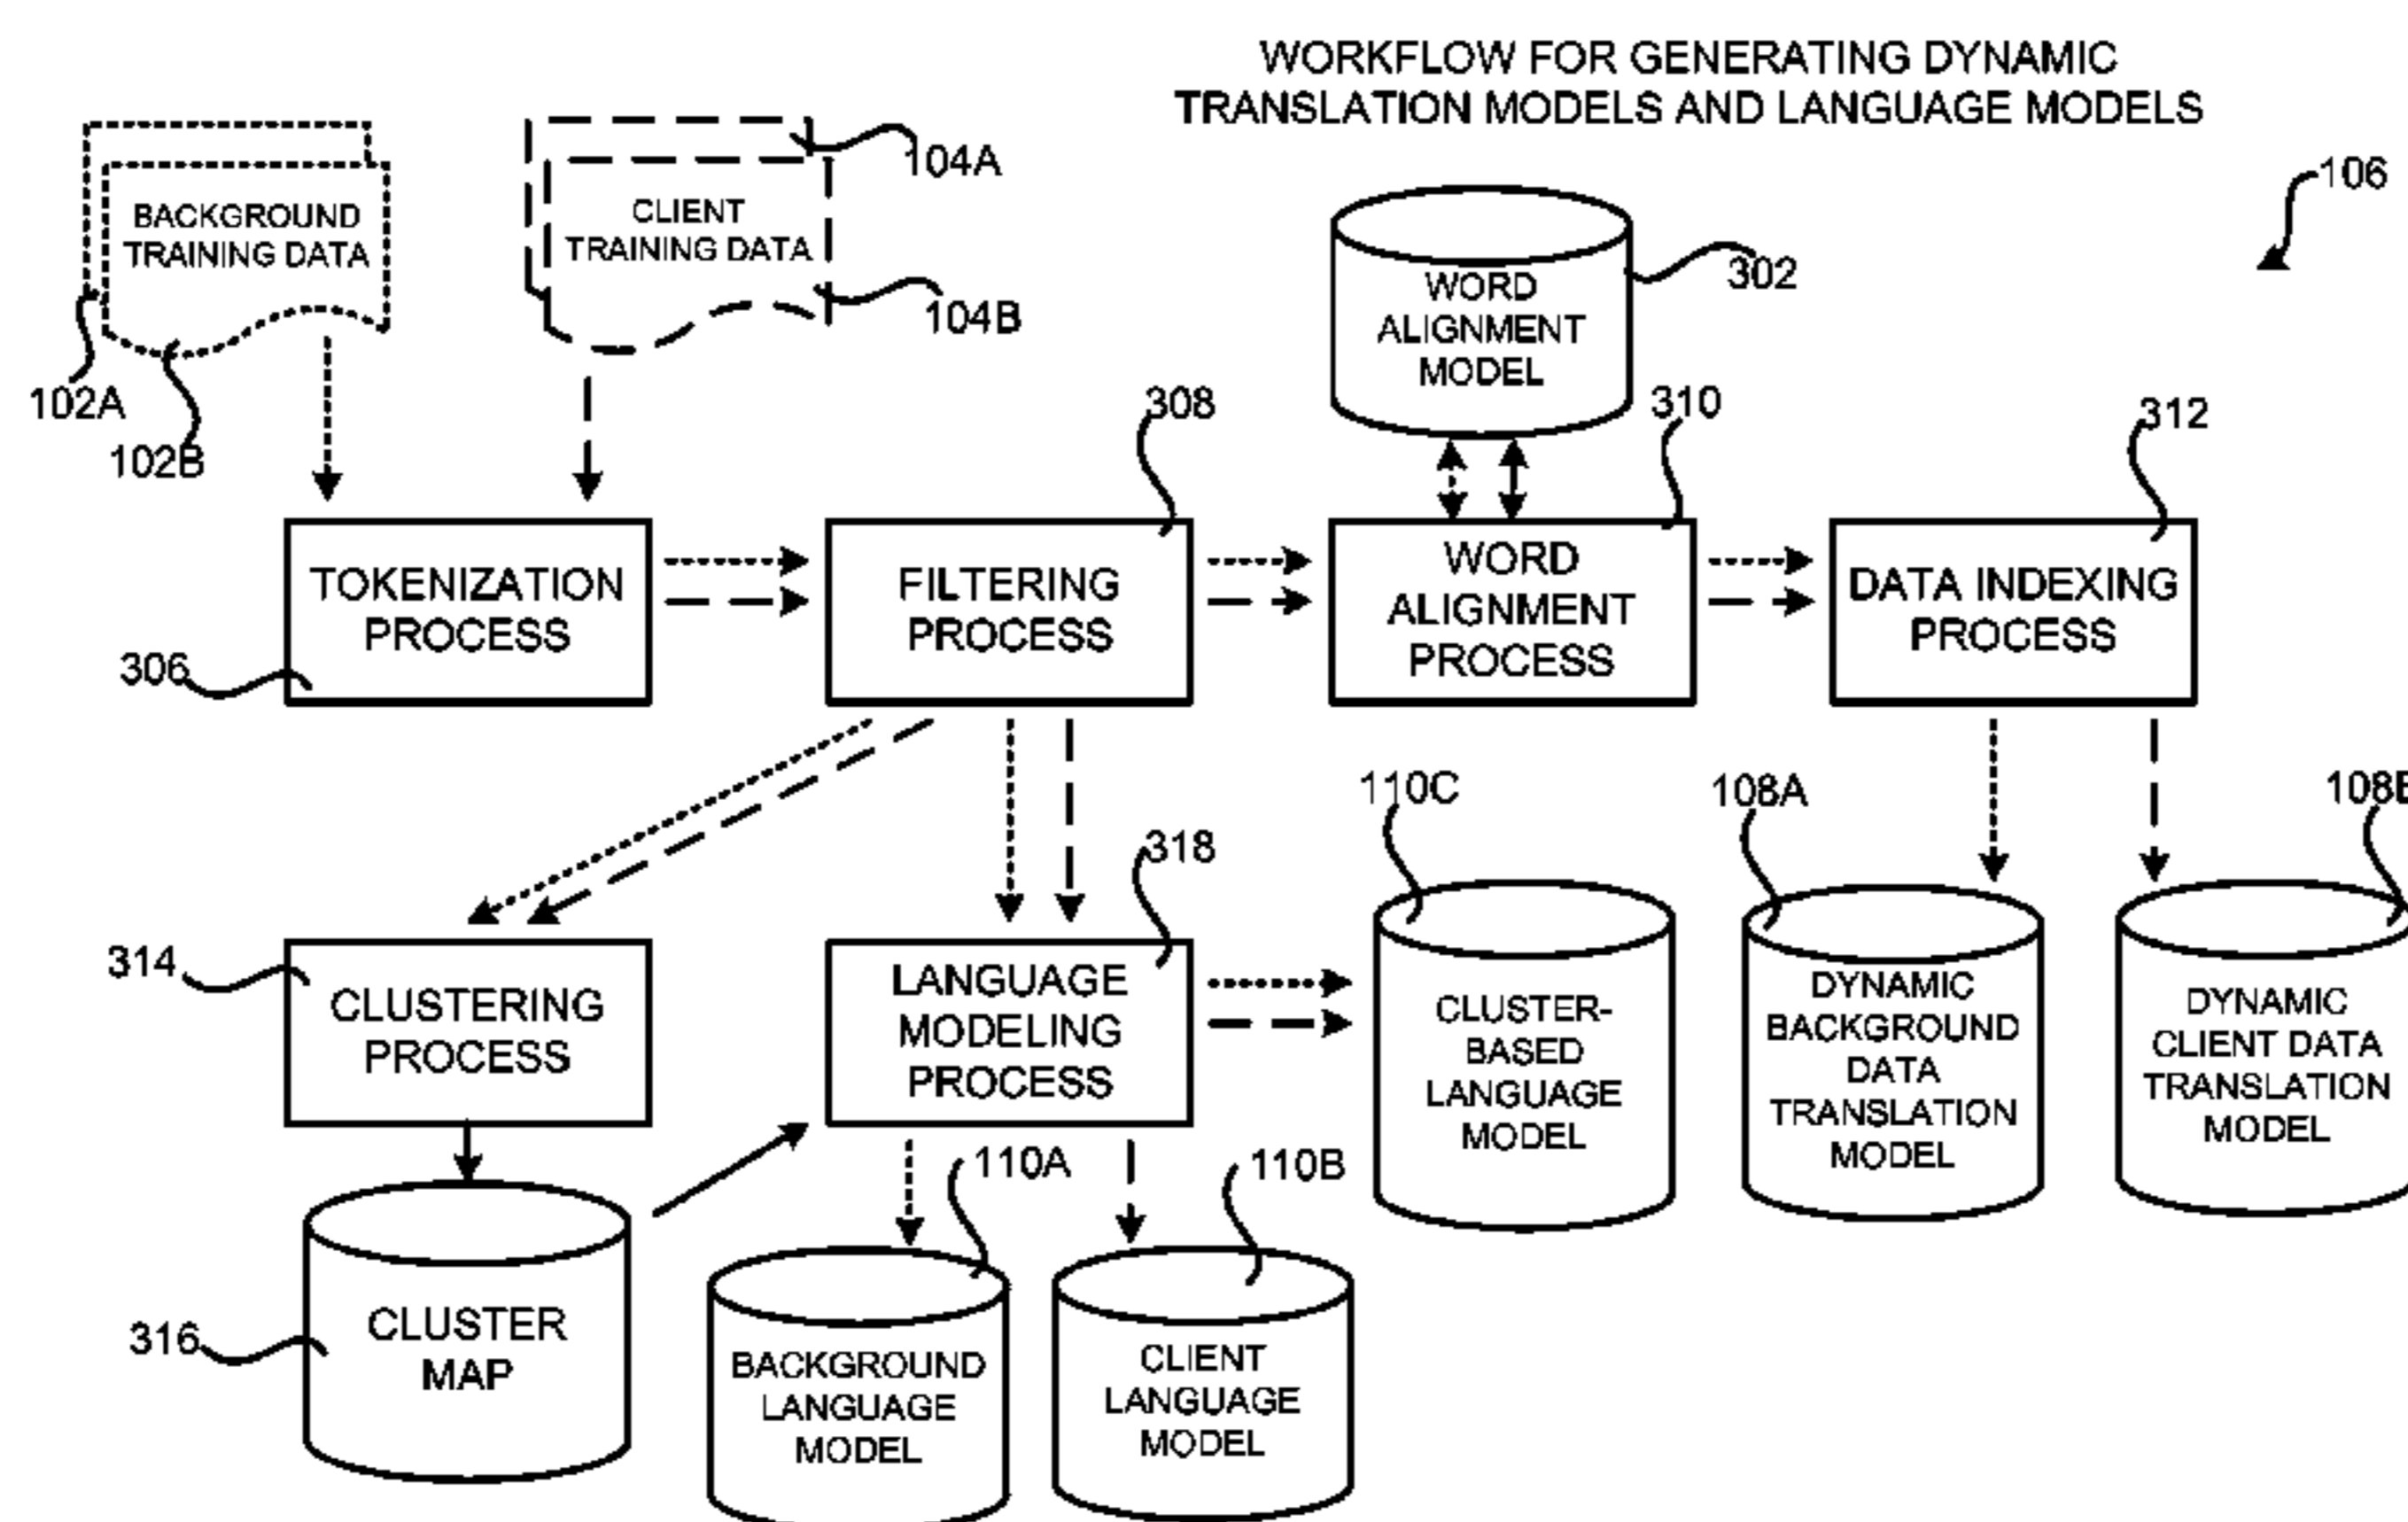 WORKFLOW FOR GENERATING DYNAMIC
TRANSLATION MODELS AND LANGUAGE MODELS
106
BACKGROUND
TRAINING DATA
102A
102B
CLIENT
TRAINING DATA
104A
104B
WORD
ALIGNMENT
MODEL
302
308
310
312
TOKENIZATION
PROCESS
306
FILTERING
PROCESS
WORD
ALIGNMENT
PROCESS
DATA INDEXING
PROCESS
314
CLUSTERING
PROCESS
318
LANGUAGE
MODELING
PROCESS
110C
CLUSTER-
BASED
LANGUAGE
MODEL
108A
DYNAMIC
BACKGROUND
DATA
TRANSLATION
MODEL
108B
DYNAMIC
CLIENT DATA
TRANSLATION
MODEL
316
CLUSTER
MAP
110A
BACKGROUND
LANGUAGE
MODEL
110B
CLIENT
LANGUAGE
MODEL